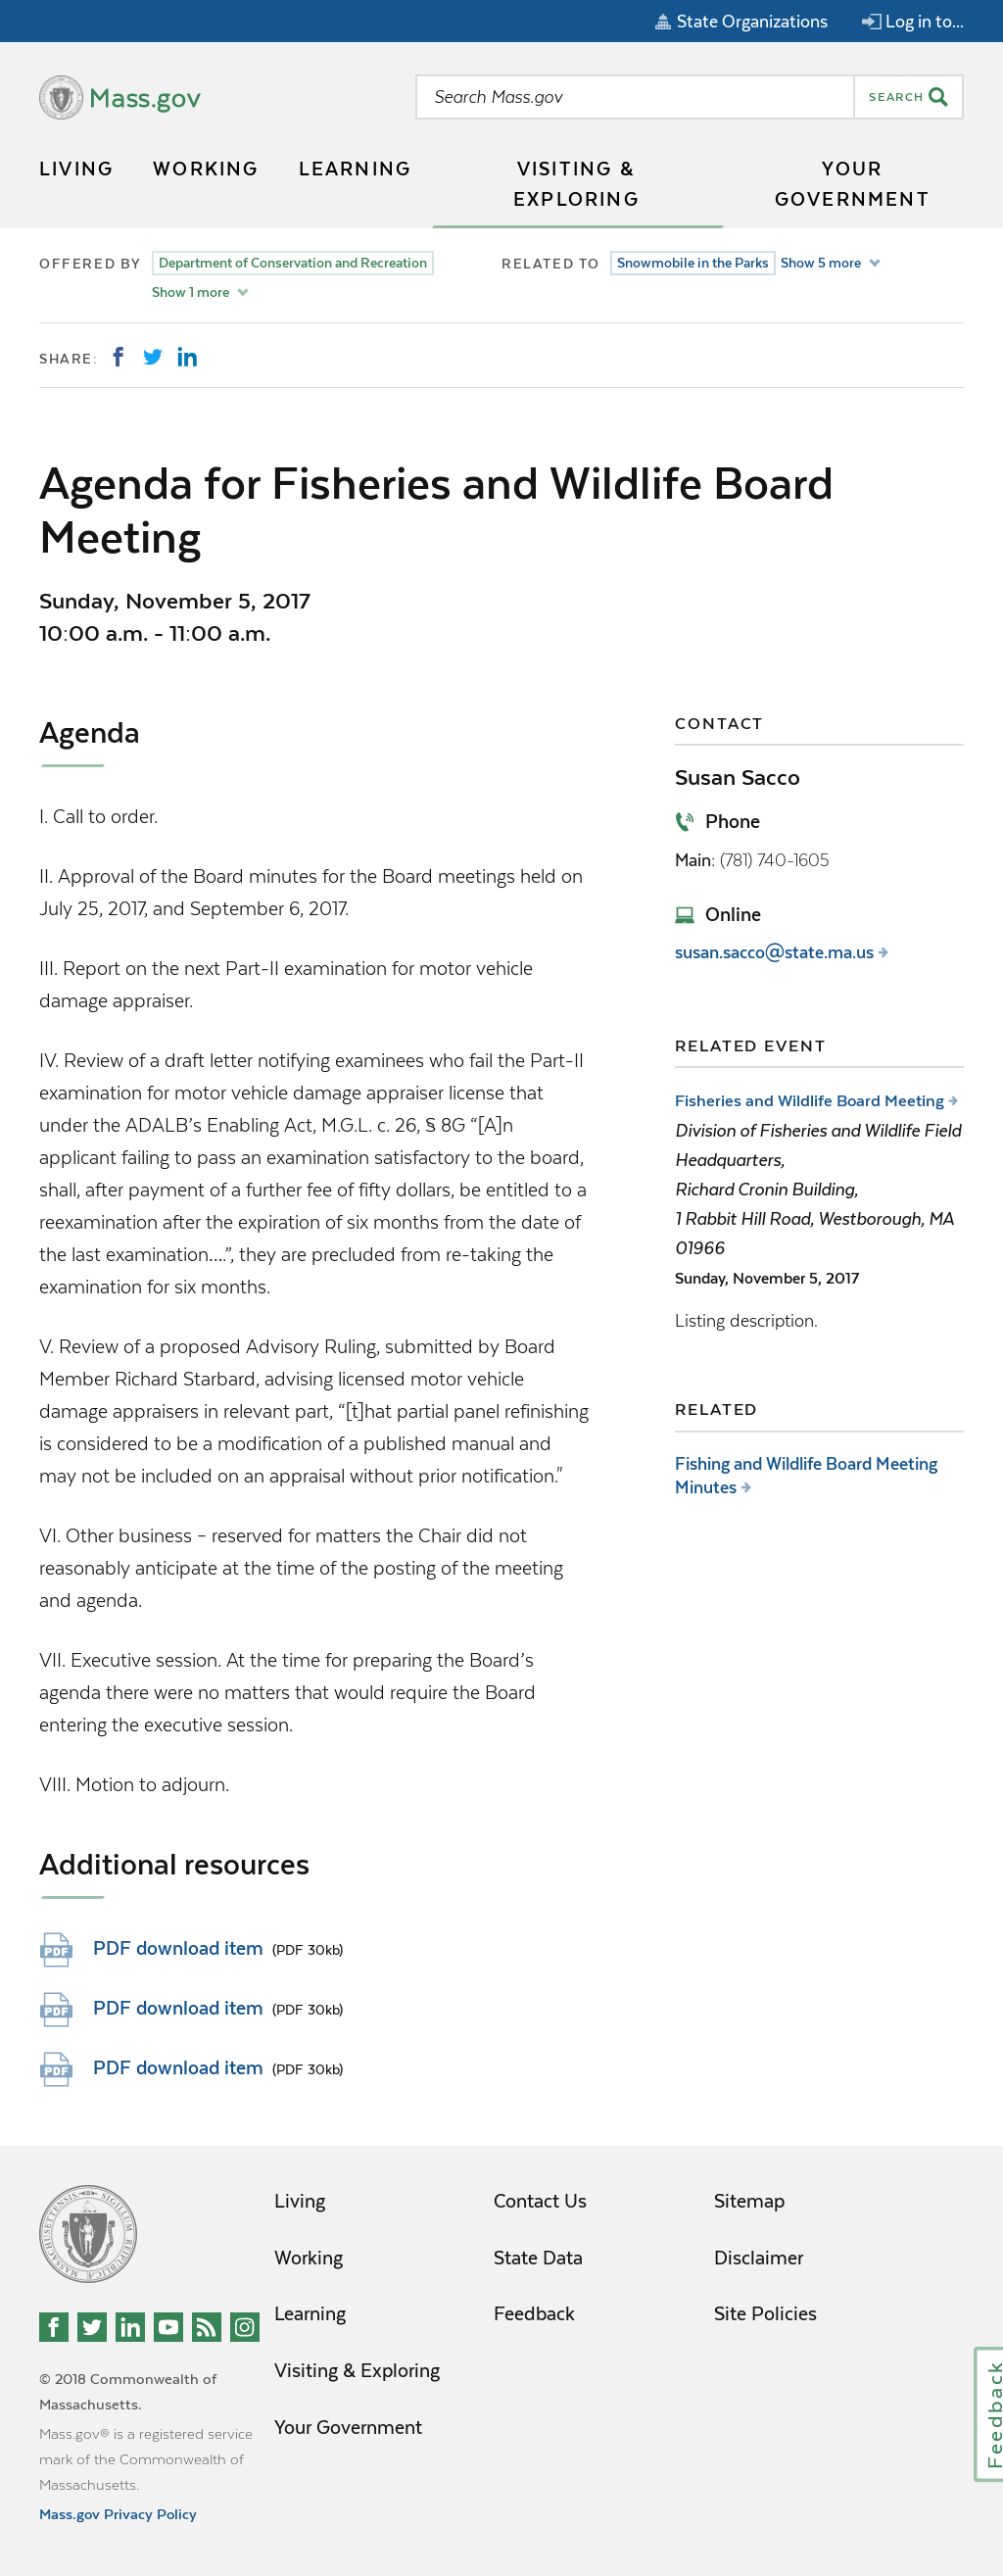 State Organizations
Log in to...
Mass.gov
Search Mass.gov
SEARCH
LIVING
WORKING
LEARNING
VISITING &
EXPLORING
YOUR
GOVERNMENT
OFFERED BY
Department of Conservation and Recreation
Show 1 more
RELATED TO
Snowmobile in the Parks
Show 5 more
SHARE:
Agenda for Fisheries and Wildlife Board
Meeting
Sunday, November 5, 2017
10:00 a.m. - 11:00 a.m.
Agenda
I. Call to order.
II. Approval of the Board minutes for the Board meetings held on
July 25, 2017, and September 6, 2017.
III. Report on the next Part-II examination for motor vehicle
damage appraiser.
IV. Review of a draft letter notifying examinees who fail the Part-II
examination for motor vehicle damage appraiser license that
under the ADALB’s Enabling Act, M.G.L. c. 26, § 8G “[A]n
applicant failing to pass an examination satisfactory to the board,
shall, after payment of a further fee of fifty dollars, be entitled to a
reexamination after the expiration of six months from the date of
the last examination....”, they are precluded from re-taking the
examination for six months.
V. Review of a proposed Advisory Ruling, submitted by Board
Member Richard Starbard, advising licensed motor vehicle
damage appraisers in relevant part, “[t]hat partial panel refinishing
is considered to be a modification of a published manual and
may not be included on an appraisal without prior notification."
VI. Other business – reserved for matters the Chair did not
reasonably anticipate at the time of the posting of the meeting
and agenda.
VII. Executive session. At the time for preparing the Board’s
agenda there were no matters that would require the Board
entering the executive session.
VIII. Motion to adjourn.
Additional resources
PDF
PDF download item (PDF 30kb)
PDF
PDF download item (PDF 30kb)
PDF
PDF download item (PDF 30kb)
CONTACT
Susan Sacco
Phone
Main: (781) 740-1605
Online
susan.sacco@state.ma.us
RELATED EVENT
Fisheries and Wildlife Board Meeting
Division of Fisheries and Wildlife Field
Headquarters,
Richard Cronin Building,
1 Rabbit Hill Road, Westborough, MA
01966
Sunday, November 5, 2017
Listing description.
RELATED
Fishing and Wildlife Board Meeting
Minutes
© 2018 Commonwealth of
Massachusetts.
Mass.gov® is a registered service
mark of the Commonwealth of
Massachusetts.
Mass.gov Privacy Policy
Living
Working
Learning
Visiting & Exploring
Your Government
Contact Us
State Data
Feedback
Sitemap
Disclaimer
Site Policies
Feedback